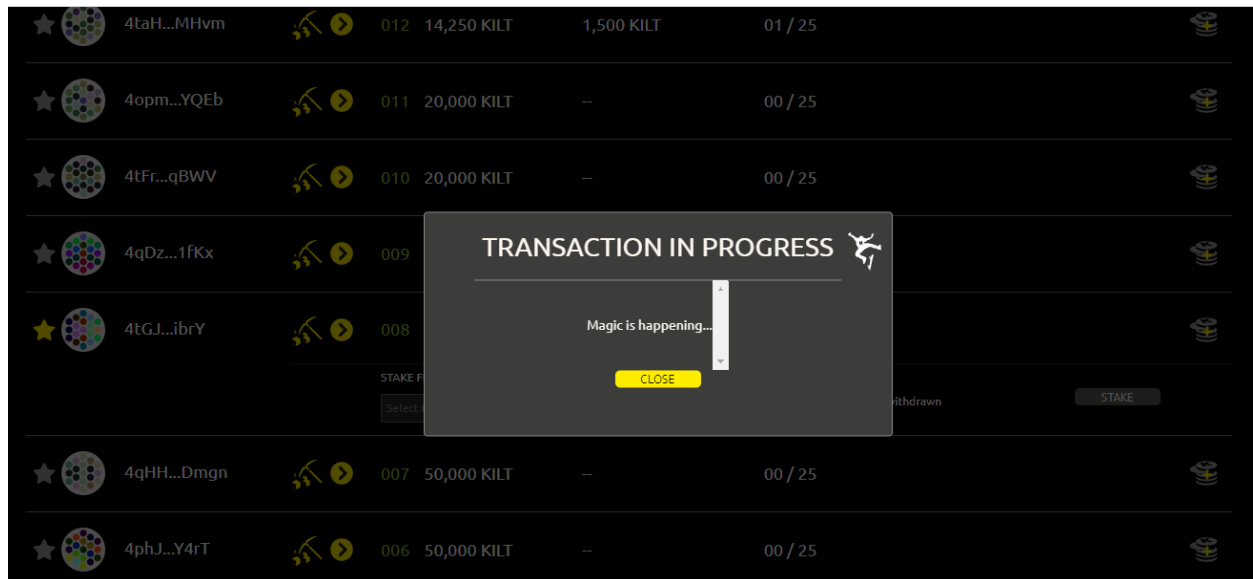 4taH...MHvm 012 14,250 KILT 1,500 KILT 01 / 25
4opm...YQEb 011 20,000 KILT -- 00 / 25
4tFr...qBWV 010 20,000 KILT -- 00 / 25
4qDz...1fKx 009
TRANSACTION IN PROGRESS
4tGJ...ibrY 008
Magic is happening...
CLOSE
STAKE F
Select
ithdrawn
STAKE
4qHH...Dmgn 007 50,000 KILT -- 00 / 25
4phJ...Y4rT 006 50,000 KILT -- 00 / 25